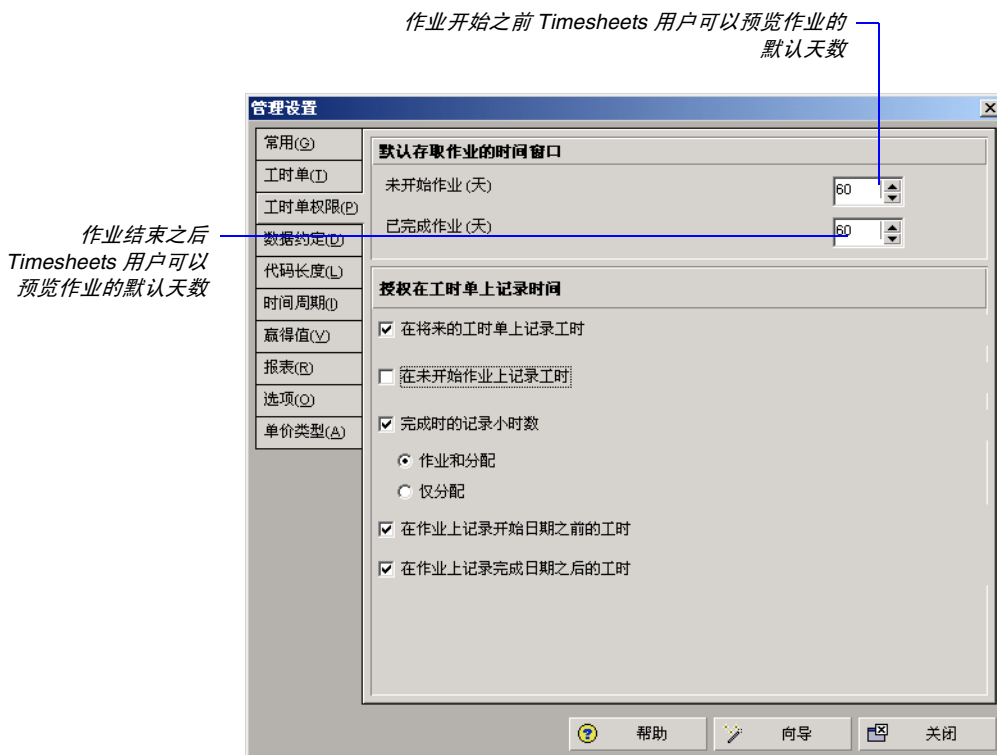 作业开始之前 Timesheets 用户可以预览作业的
默认天数
管理设置
常用(G)
工时单(T)
工时单权限(P)
数据约定(D)
代码长度(L)
时间周期(I)
赢得值(V)
报表(R)
选项(O)
单价类型(A)
作业结束之后
Timesheets 用户可以
预览作业的默认天数
默认存取作业的时间窗口
未开始作业 (天)
60
已完成作业 (天)
60
授权在工时单上记录时间
在将来的工时单上记录工时
在未开始作业上记录工时
完成时的记录小时数
作业和分配
仅分配
在作业上记录开始日期之前的工时
在作业上记录完成日期之后的工时
帮助
向导
关闭